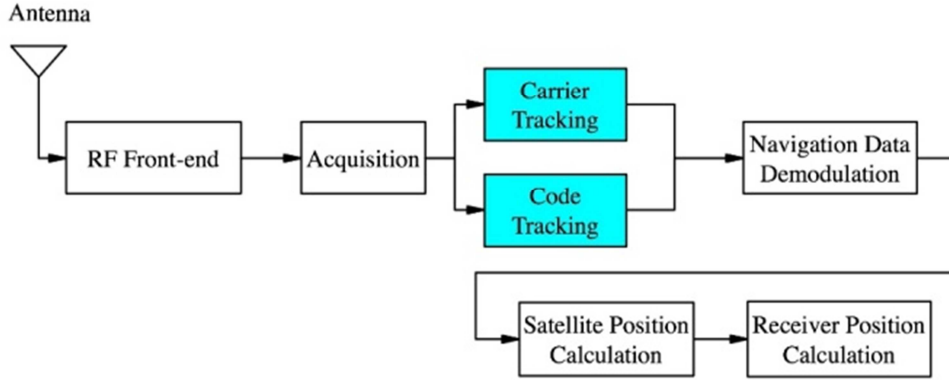 Antenna
RF Front-end
Acquisition
Carrier
Tracking
Code
Tracking
Navigation Data
Demodulation
Satellite Position
Calculation
Receiver Position
Calculation